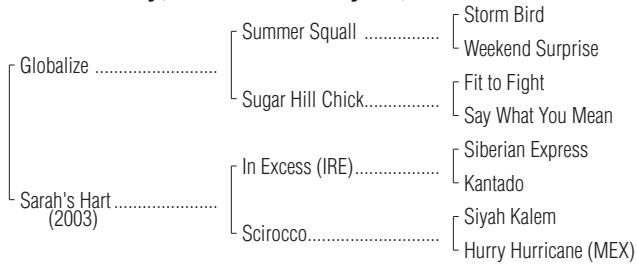 Storm Bird
Summer Squall ................
Weekend Surprise
Globalize ..........................
Fit to Fight
Sugar Hill Chick................
Say What You Mean
Siberian Express
In Excess (IRE)..................
Kantado
Sarah's Hart ......................
(2003)
Siyah Kalem
Scirocco............................
Hurry Hurricane (MEX)